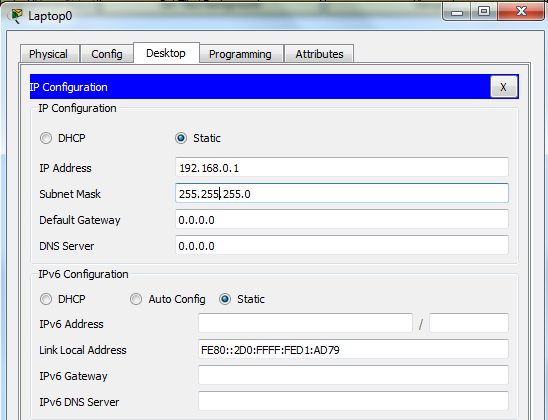 Laptop0
Physical Config Desktop Programming Attributes
IP Configuration X
IP Configuration
DHCP Static
IP Address 192.168.0.1
Subnet Mask 255.255.255.0
Default Gateway 0.0.0.0
DNS Server 0.0.0.0
IPv6 Configuration
DHCP Auto Config Static
IPv6 Address /
Link Local Address FE80::2D0:FFFF:FED1:AD79
IPv6 Gateway
IPv6 DNS Server